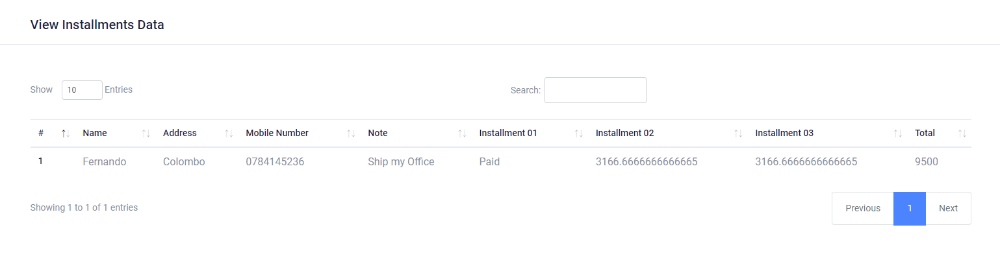 View Installments Data
Show 10 Entries Search:
# Name Address Mobile Number Note Installment 01 Installment 02 Installment 03 Total
1 Fernando Colombo 0784145236 Ship my Office Paid 3166.6666666666665 3166.6666666666665 9500
Showing 1 to 1 of 1 entries Previous 1 Next